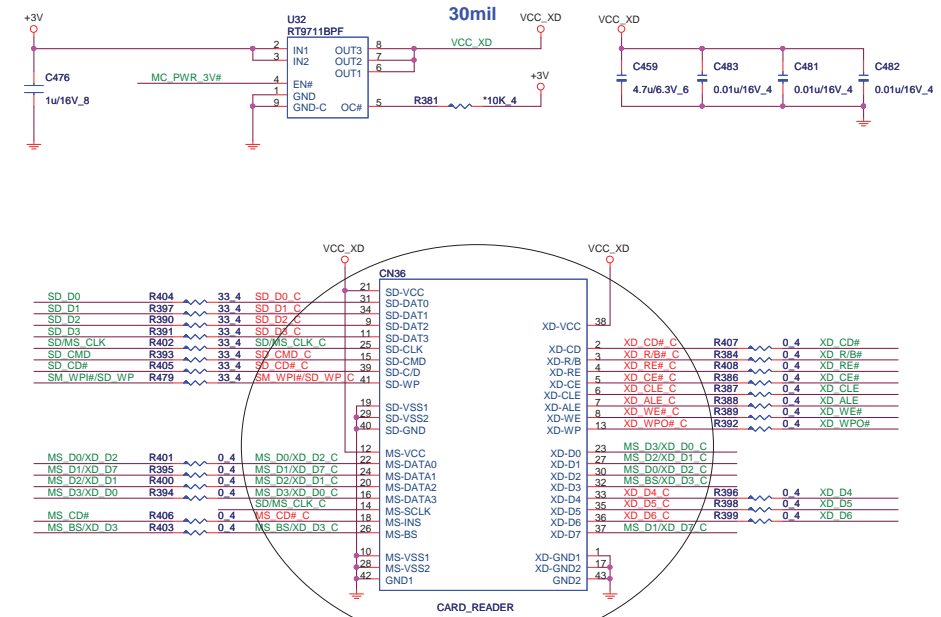 30mil
+3V
U32
RT9711BPF
VCC_XD
VCC_XD
2 IN1 OUT3 8 VCC_XD
3 IN2 OUT2 7
OUT1 6
C476
1u/16V_8
MC_PWR_3V#
4 EN#
1 GND
9 GND-C OC# 5
R381 *10K_4
+3V
C459
4.7u/6.3V_6
C483
0.01u/16V_4
C481
0.01u/16V_4
C482
0.01u/16V_4
VCC_XD
VCC_XD
CN36
21 SD-VCC
SD_D0 R404 33_4 SD_D0_C 31 SD-DAT0
SD_D1 R397 33_4 SD_D1_C 34 SD-DAT1
SD_D2 R390 33_4 SD_D2_C 9 SD-DAT2
SD_D3 R391 33_4 SD_D3_C 11 SD-DAT3
SD/MS_CLK R402 33_4 SD/MS_CLK_C 25 SD-CLK
SD_CMD R393 33_4 SD_CMD_C 15 SD-CMD
SD_CD# R405 33_4 SD_CD#_C 39 SD-C/D
SM_WPI#/SD_WP R479 33_4 SM_WPI#/SD_WP_C 41 SD-WP
19 SD-VSS1
29 SD-VSS2
40 SD-GND
12 MS-VCC
MS_D0/XD_D2 R401 0_4 MS_D0/XD_D2_C 22 MS-DATA0
MS_D1/XD_D7 R395 0_4 MS_D1/XD_D7_C 24 MS-DATA1
MS_D2/XD_D1 R400 0_4 MS_D2/XD_D1_C 20 MS-DATA2
MS_D3/XD_D0 R394 0_4 MS_D3/XD_D0_C 16 MS-DATA3
SD/MS_CLK_C 14 MS-SCLK
MS_CD# R406 0_4 MS_CD#_C 18 MS-INS
MS_BS/XD_D3 R403 0_4 MS_BS/XD_D3_C 26 MS-BS
10 MS-VSS1
28 MS-VSS2
42 GND1
XD-VCC 38
XD-CD 2 XD_CD#_C R407 0_4 XD_CD#
XD-R/B 3 XD_R/B#_C R384 0_4 XD_R/B#
XD-RE 4 XD_RE#_C R408 0_4 XD_RE#
XD-CE 5 XD_CE#_C R386 0_4 XD_CE#
XD-CLE 6 XD_CLE_C R387 0_4 XD_CLE
XD-ALE 7 XD_ALE_C R388 0_4 XD_ALE
XD-WE 8 XD_WE#_C R389 0_4 XD_WE#
XD-WP 13 XD_WPO#_C R392 0_4 XD_WPO#
XD-D0 23 MS_D3/XD_D0_C
XD-D1 27 MS_D2/XD_D1_C
XD-D2 30 MS_D0/XD_D2_C
XD-D3 32 MS_BS/XD_D3_C
XD-D4 33 XD_D4_C R396 0_4 XD_D4
XD-D5 35 XD_D5_C R398 0_4 XD_D5
XD-D6 36 XD_D6_C R399 0_4 XD_D6
XD-D7 37 MS_D1/XD_D7_C
XD-GND1 1
XD-GND2 17
GND2 43
CARD_READER